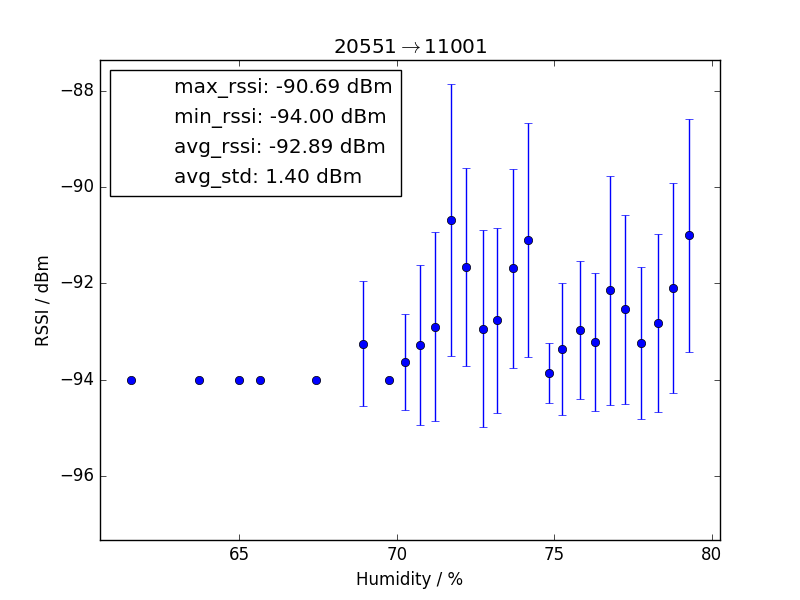 20551→11001
max_rssi: -90.69 dBm
min_rssi: -94.00 dBm
avg_rssi: -92.89 dBm
avg_std: 1.40 dBm
RSSI / dBm
−88
−90
−92
−94
−96
65 70 75 80
Humidity / %